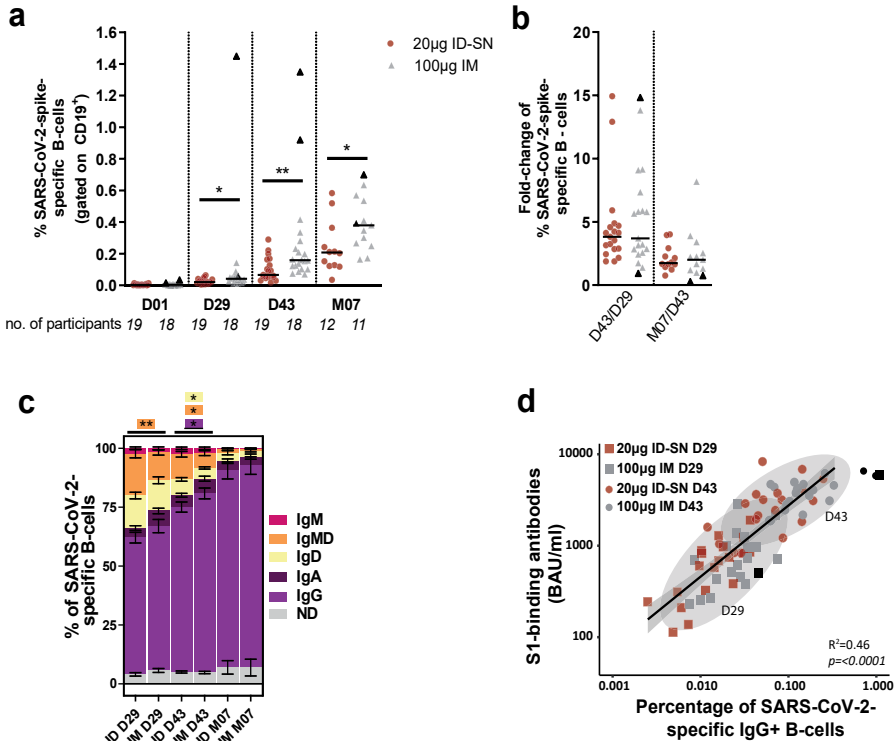 a
% SARS-CoV-2-spike-
specific B-cells
(gated on CD19+)
1.6
1.4
1.2
1.0
0.8
0.6
0.4
0.2
0.0
*
**
*
20µg ID-SN
100µg IM
D01 D29 D43 M07
no. of participants 19 18 19 18 19 18 12 11
b
Fold-change of
% SARS-CoV-2-spike-
specific B - cells
20
15
10
5
0
D43/D29
M07/D43
c
% of SARS-CoV-2-
specific B-cells
100
75
50
25
0
**
*
*
*
IgM
IgMD
IgD
IgA
IgG
ND
ID D29
IM D29
ID D43
IM D43
ID M07
IM M07
d
S1-binding antibodies
(BAU/ml)
10000
1000
100
20µg ID-SN D29
100µg IM D29
20µg ID-SN D43
100µg IM D43
D43
D29
R²=0.46
p=<0.0001
0.001 0.010 0.100 1.000
Percentage of SARS-CoV-2-
specific IgG+ B-cells